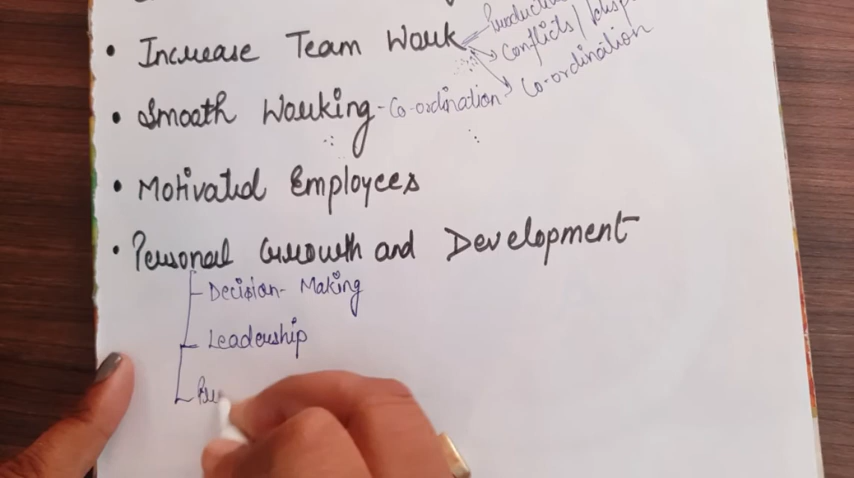 • Increase Team Work
Conflicts /
Co-ordination
• Smooth Working - Co-ordination
• Motivated Employees
• Personal Growth and Development
- Decision- Making
- Leadership